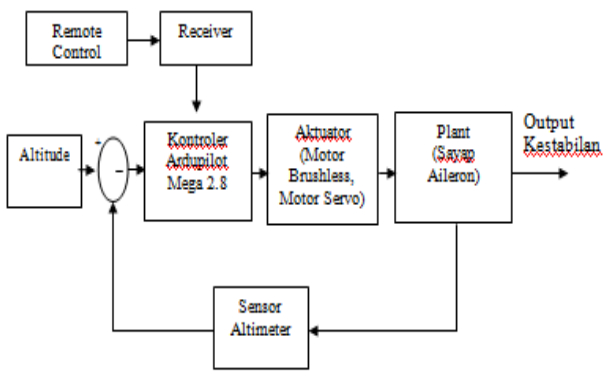 Remote
Control
Receiver
Altitude
+
−
Kontroler
Ardupilot
Mega 2.8
Aktuator
(Motor
Brushless,
Motor Servo)
Plant
(Sayap
Aileron)
Output
Kestabilan
Sensor
Altimeter